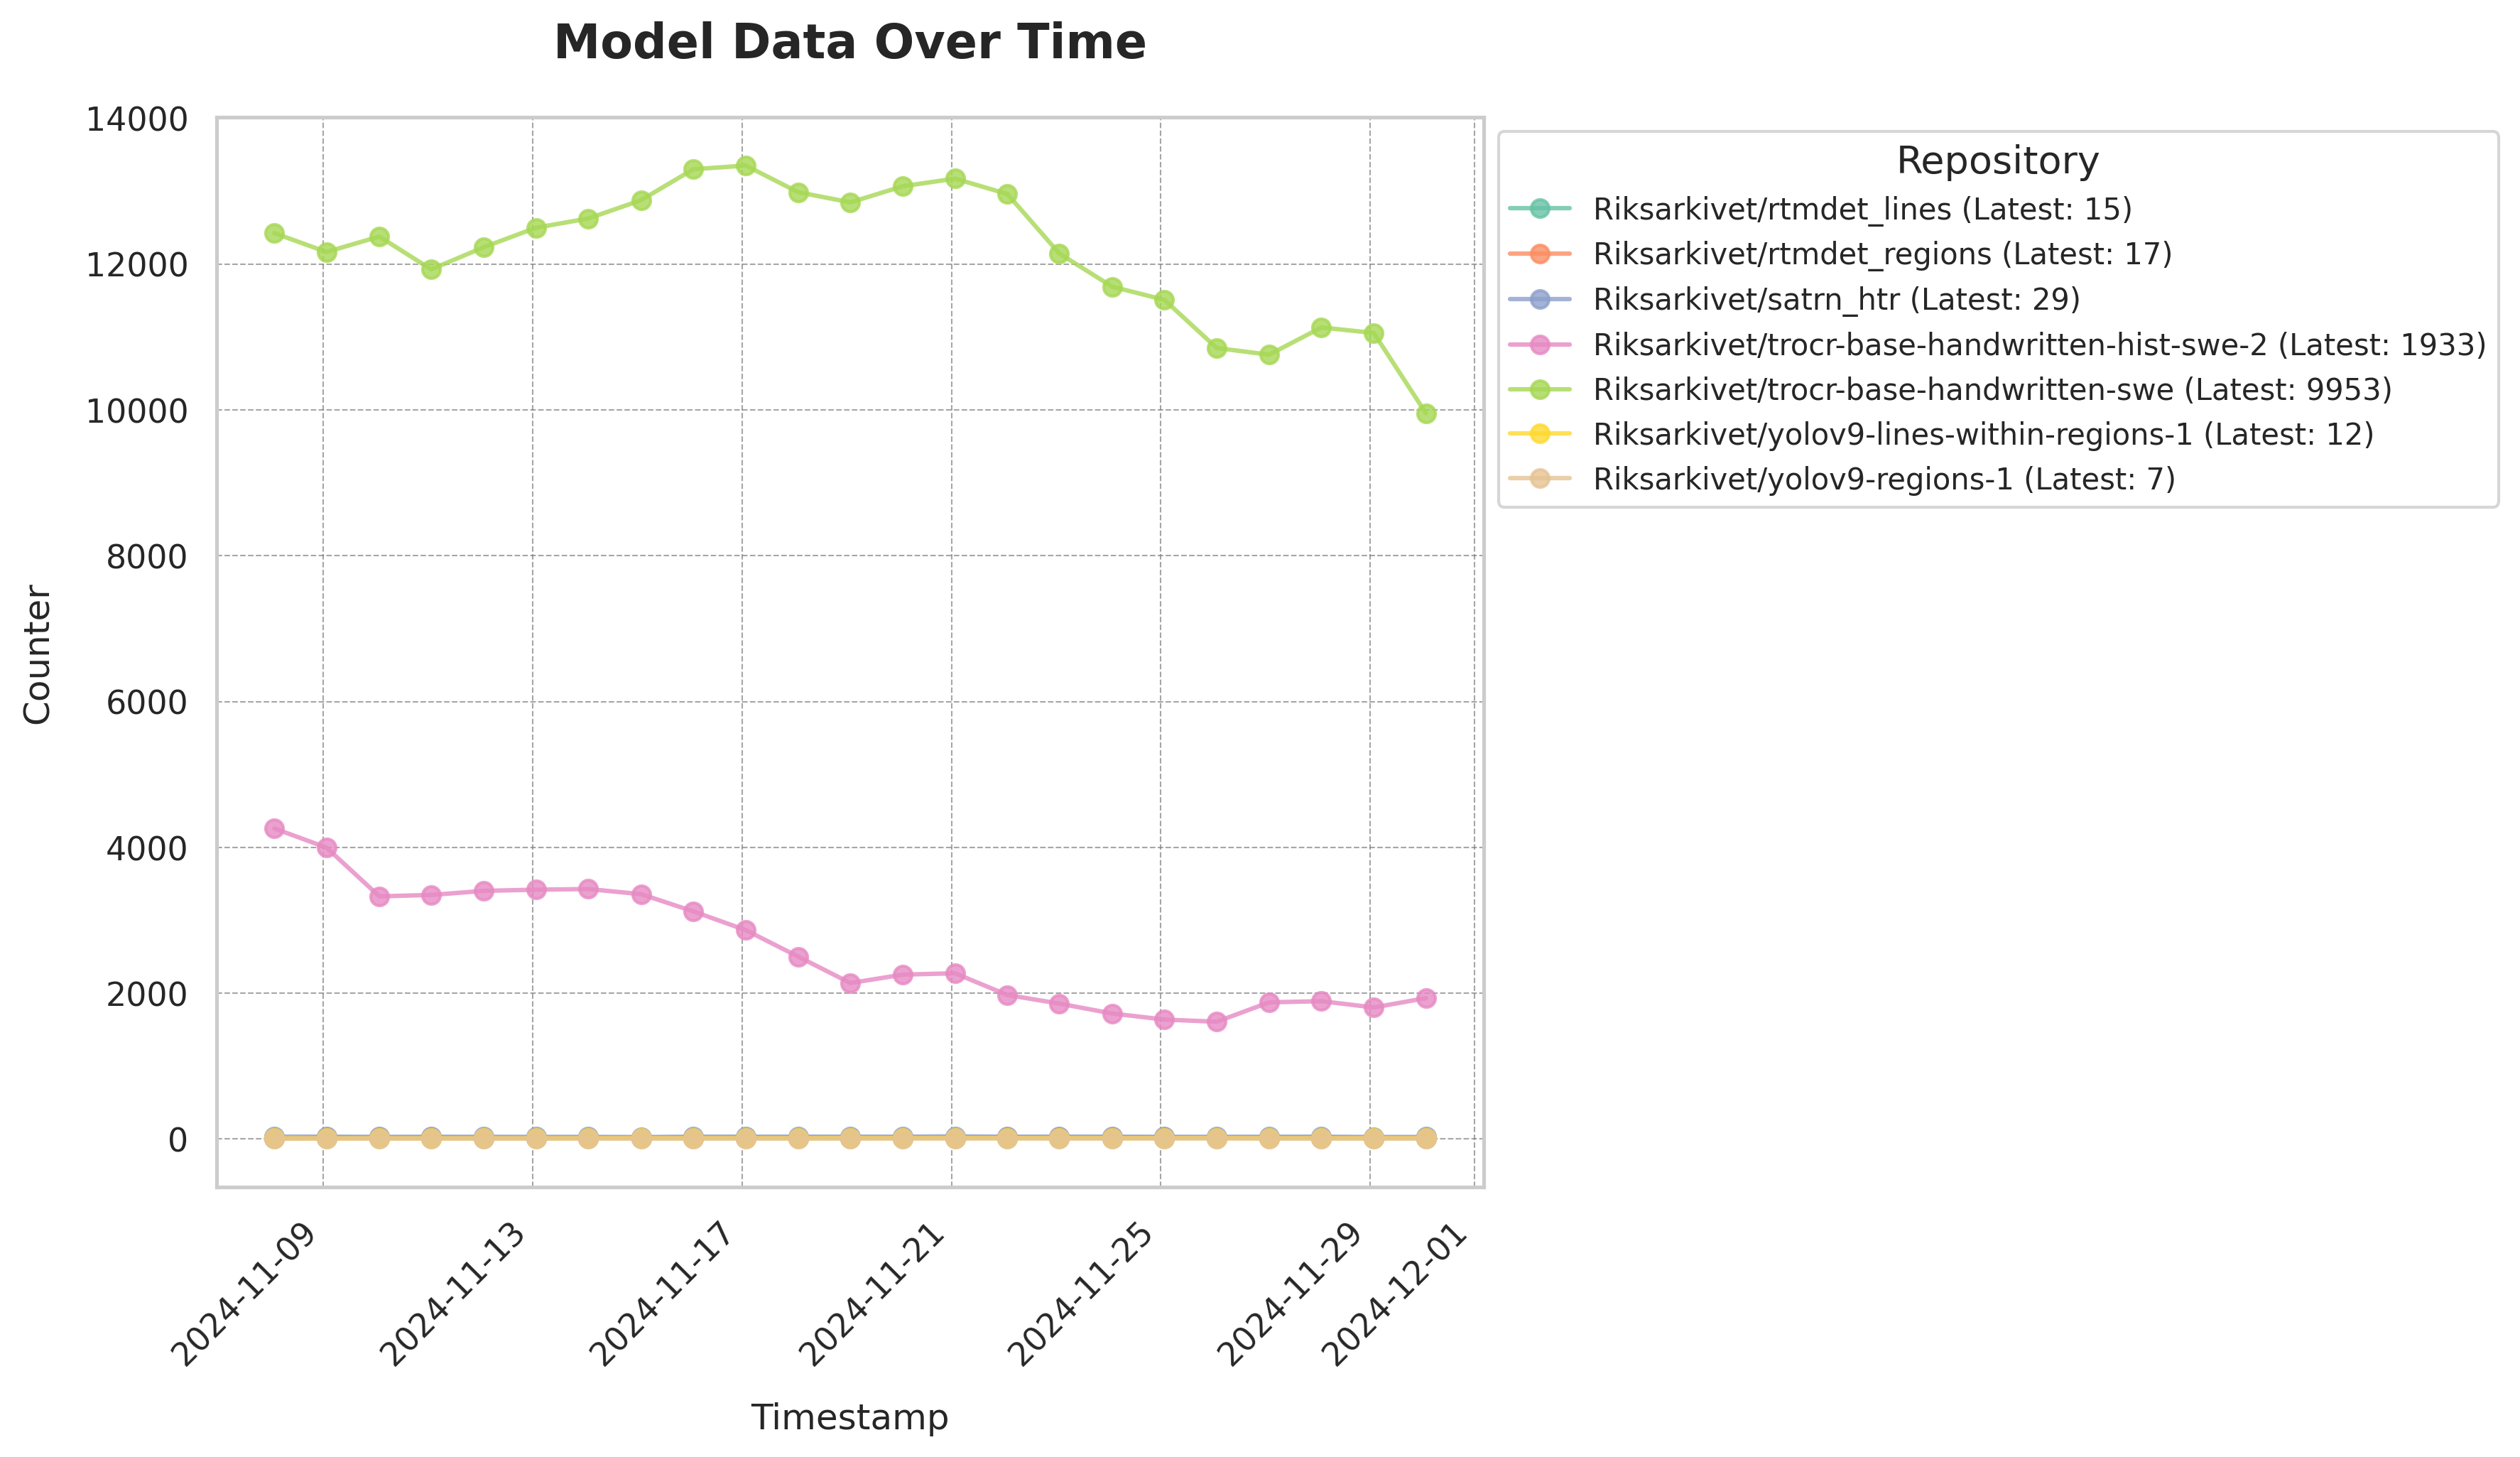 Model Data Over Time
14000
12000
10000
8000
6000
4000
2000
0
Counter
2024-11-09
2024-11-13
2024-11-17
2024-11-21
2024-11-25
2024-11-29
2024-12-01
Timestamp
Repository
Riksarkivet/rtmdet_lines (Latest: 15)
Riksarkivet/rtmdet_regions (Latest: 17)
Riksarkivet/satrn_htr (Latest: 29)
Riksarkivet/trocr-base-handwritten-hist-swe-2 (Latest: 1933)
Riksarkivet/trocr-base-handwritten-swe (Latest: 9953)
Riksarkivet/yolov9-lines-within-regions-1 (Latest: 12)
Riksarkivet/yolov9-regions-1 (Latest: 7)